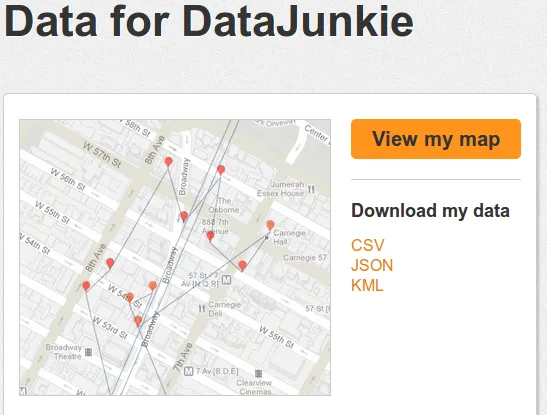 Data for DataJunkie
View my map
Download my data
CSV
JSON
KML
Center
W 58th St
8th Ave
W 57th St
Broadway
W 56th St
Jumeirah
Essex House
The
Osborne
W 55th St
888 7th
Avenue
Carnegie
Hall
W 54th St
8th Ave
Broadway
Carnegie 57
57 St - 7
Av [N,Q,R]
W 54th St
Carnegie
Deli
57 St
W 53rd St
Broadway
W 55th St
Broadway
Theatre
7th Ave
7 Av [B,D,E]
Clearview
Cinemas